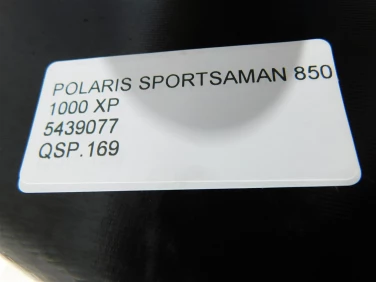 POLARIS SPORTSAMAN 850
1000 XP
5439077
QSP.169